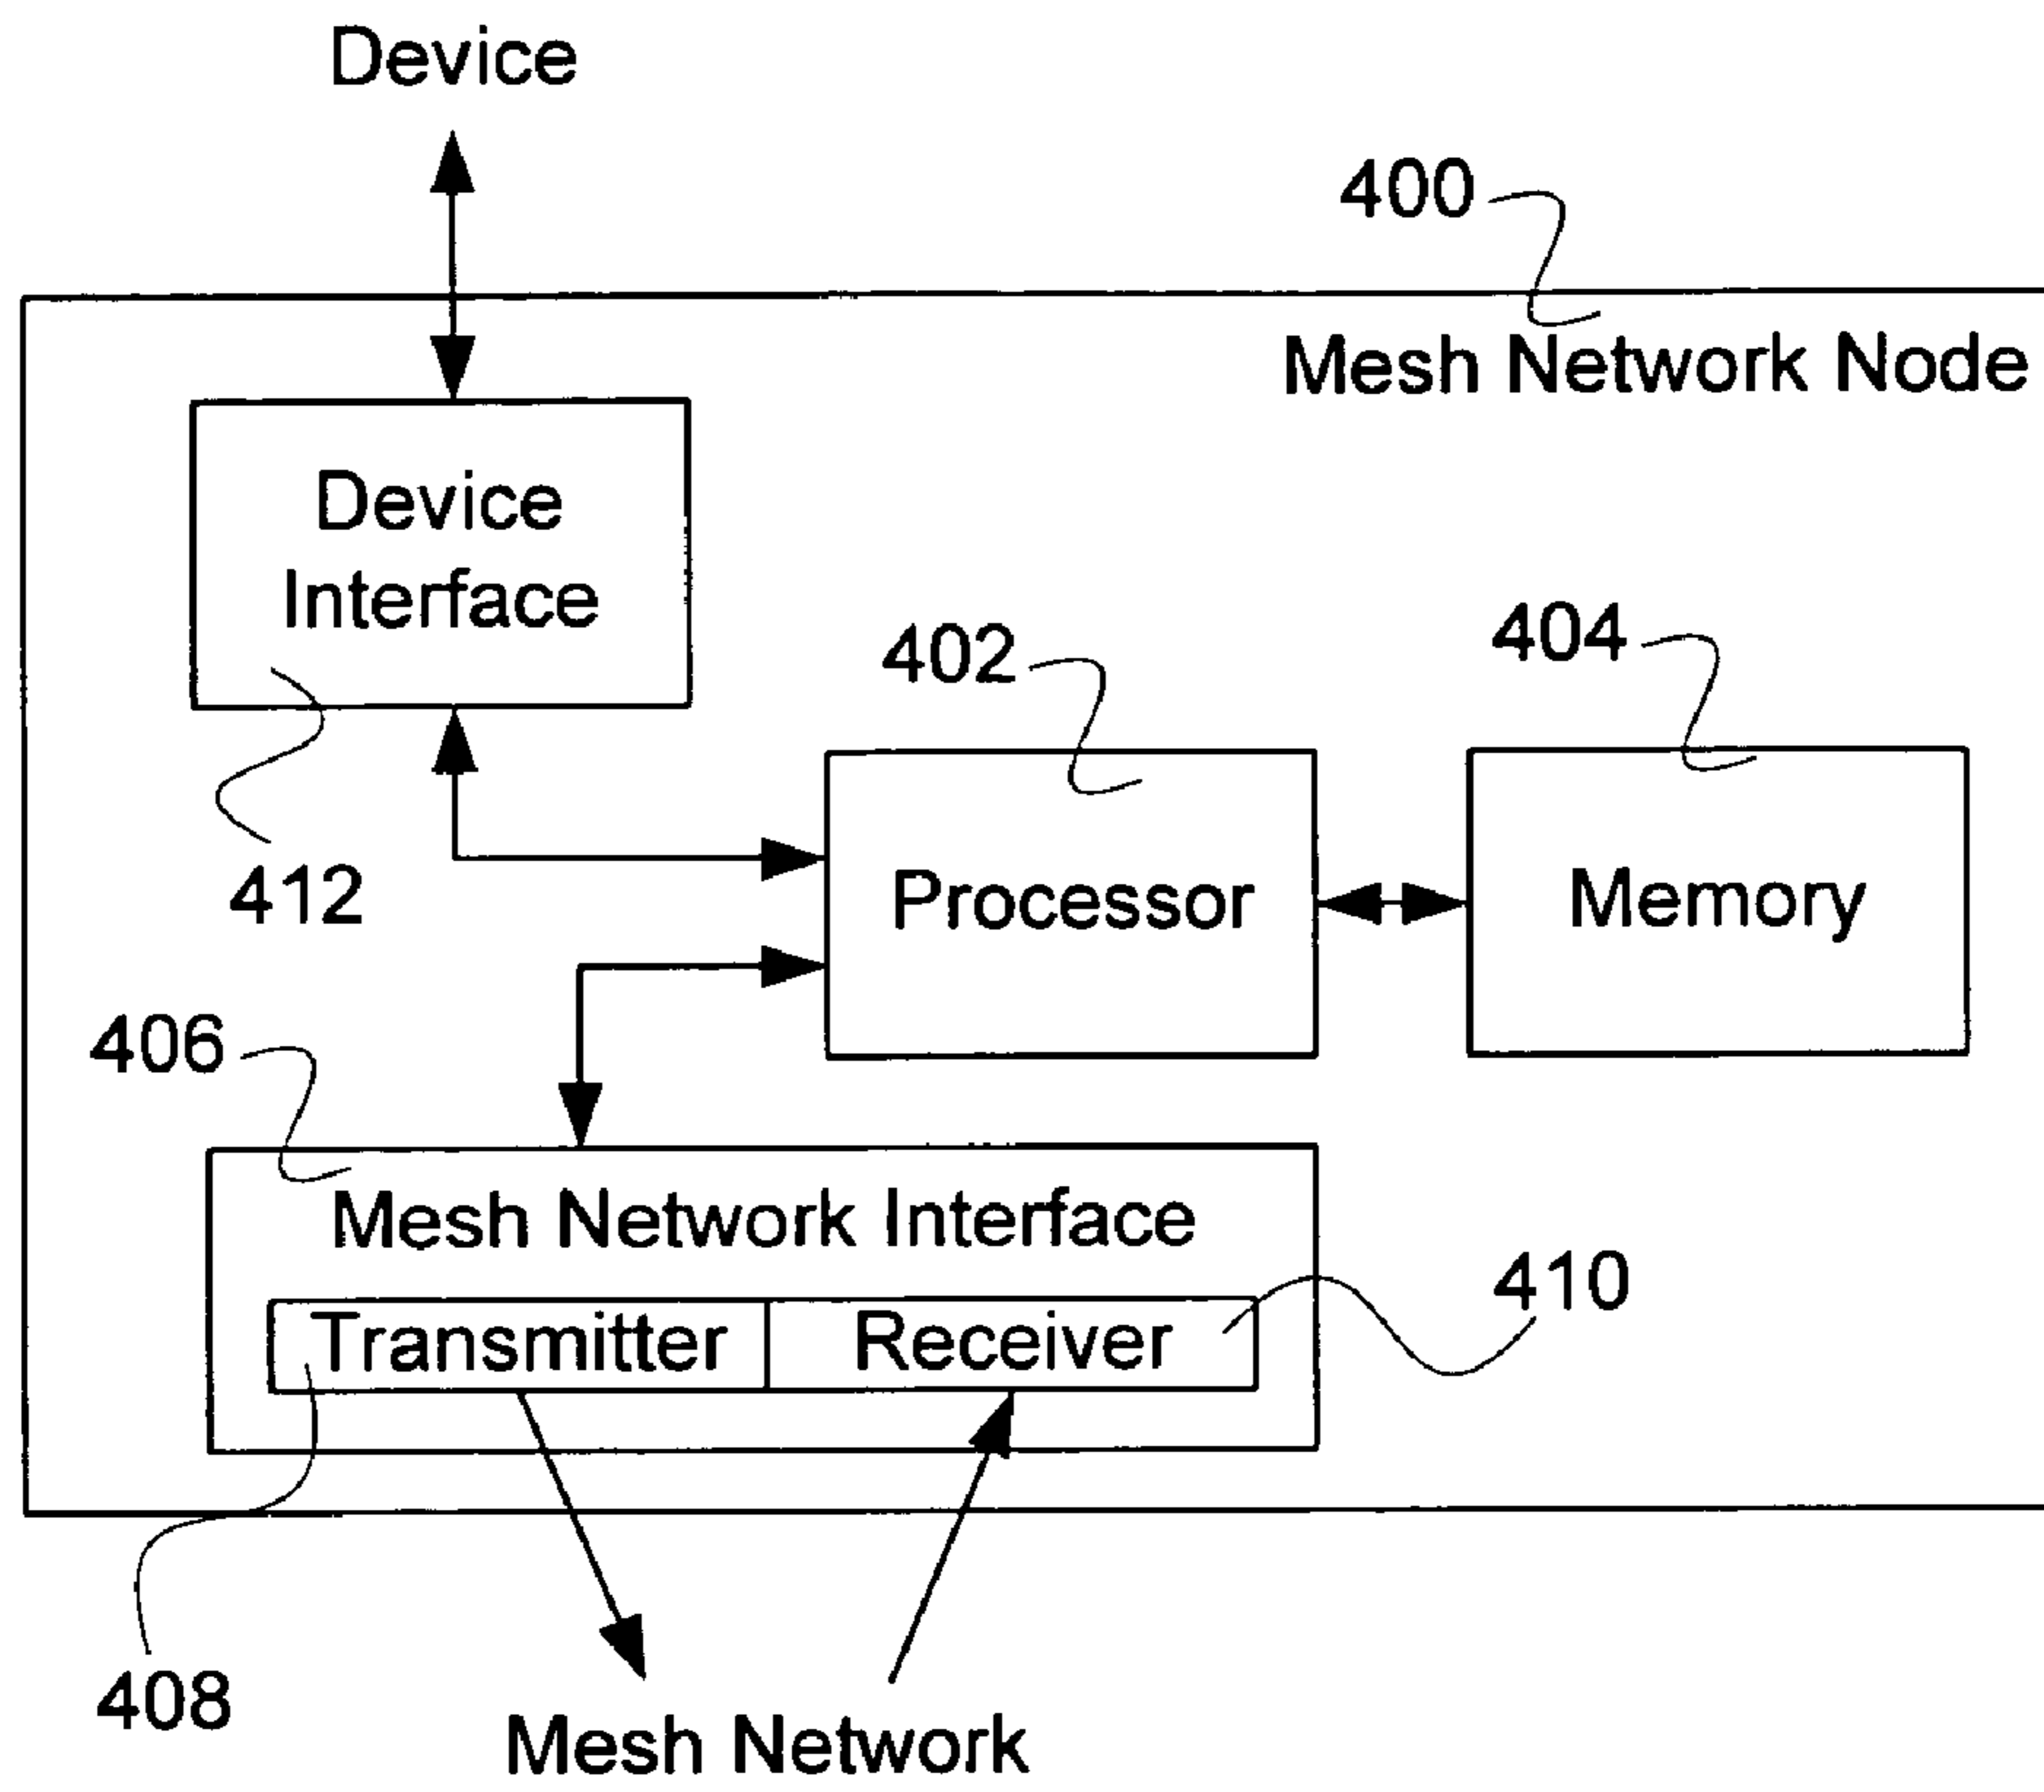 Device
400
Mesh Network Node
Device
Interface
402
404
412
Processor
Memory
406
Mesh Network Interface
410
Transmitter
Receiver
408
Mesh Network